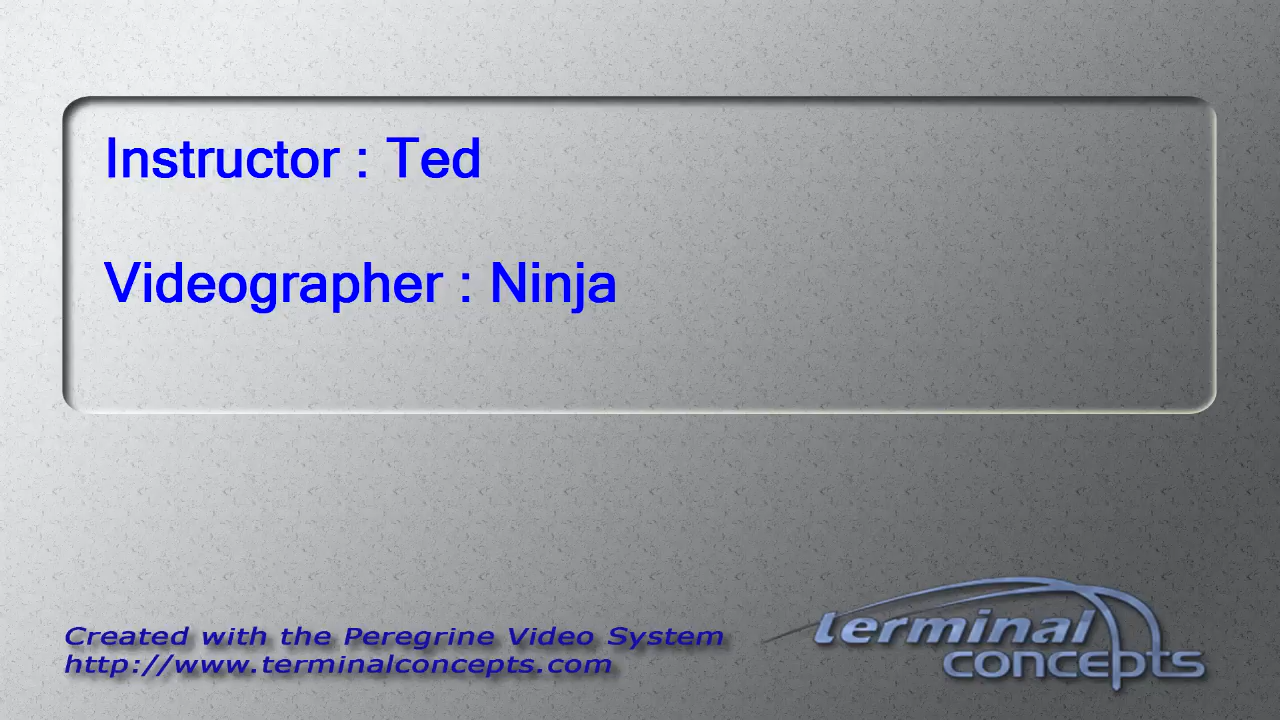 Instructor : Ted
Videographer : Ninja
Created with the Peregrine Video System
http://www.terminalconcepts.com
terminal
concepts